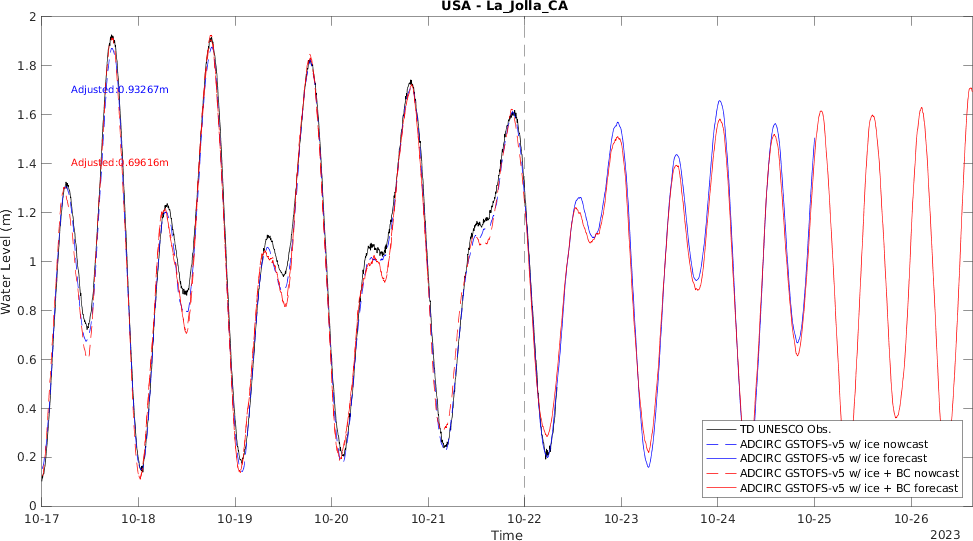 USA - La_Jolla_CA
2
1.8
1.6
1.4
1.2
1
0.8
0.6
0.4
0.2
0
Water Level (m)
Adjusted:0.93267m
Adjusted:0.69616m
TD UNESCO Obs.
ADCIRC GSTOFS-v5 w/ ice nowcast
ADCIRC GSTOFS-v5 w/ ice forecast
ADCIRC GSTOFS-v5 w/ ice + BC nowcast
ADCIRC GSTOFS-v5 w/ ice + BC forecast
10-17 10-18 10-19 10-20 10-21 10-22 10-23 10-24 10-25 10-26
Time
2023